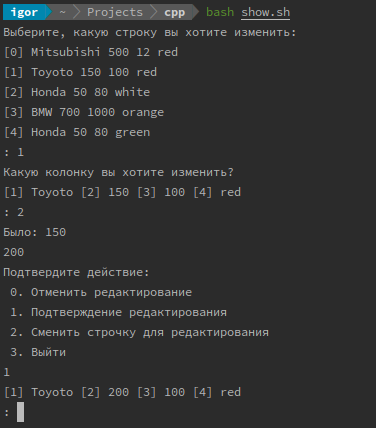 igor ~ Projects cpp bash show.sh
Выберите, какую строку вы хотите изменить:
[0] Mitsubishi 500 12 red
[1] Toyoto 150 100 red
[2] Honda 50 80 white
[3] BMW 700 1000 orange
[4] Honda 50 80 green
: 1
Какую колонку вы хотите изменить?
[1] Toyoto [2] 150 [3] 100 [4] red
: 2
Было: 150
200
Подтвердите действие:
0. Отменить редактирование
1. Подтверждение редактирования
2. Сменить строчку для редактирования
3. Выйти
1
[1] Toyoto [2] 200 [3] 100 [4] red
: